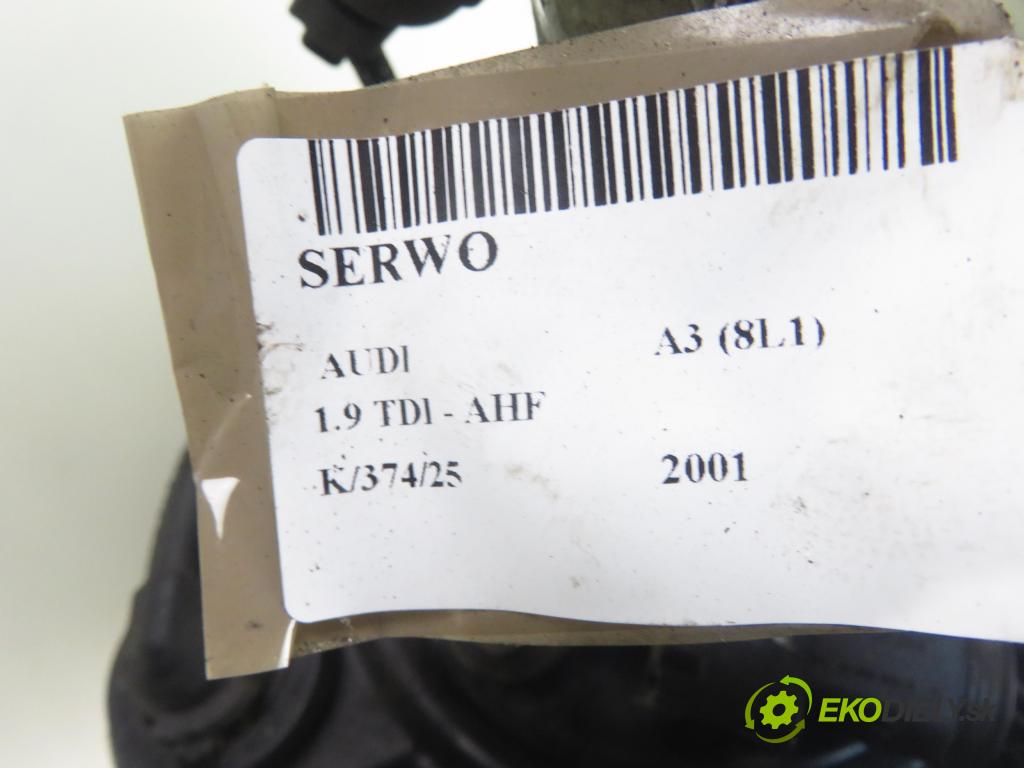 SERWO
AUDI A3 (8L1)
1.9 TDI - AHF
K/374/25 2001
EKODIELY.sk